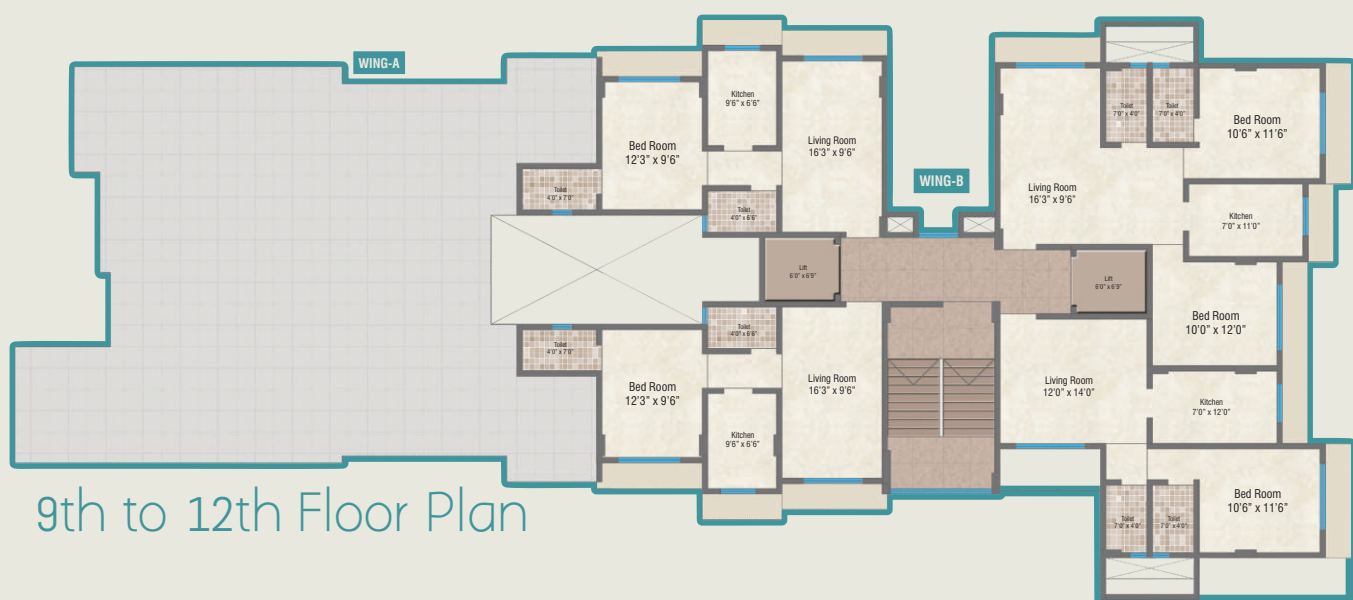 WING-A
Kitchen
9'6" x 6'6"
Bed Room
12'3" x 9'6"
Living Room
16'3" x 9'6"
Toilet
4'0" x 7'0"
Toilet
4'0" x 6'6"
WING-B
Toilet
7'0" x 4'0"
Toilet
7'0" x 4'0"
Bed Room
10'6" x 11'6"
Living Room
16'3" x 9'6"
Kitchen
7'0" x 11'0"
Lift
6'0" x 6'9"
Lift
6'0" x 6'9"
Bed Room
10'0" x 12'0"
Toilet
4'0" x 6'6"
Toilet
4'0" x 7'0"
Bed Room
12'3" x 9'6"
Living Room
16'3" x 9'6"
Kitchen
9'6" x 6'6"
Living Room
12'0" x 14'0"
Kitchen
7'0" x 12'0"
Bed Room
10'6" x 11'6"
Toilet
7'0" x 4'0"
Toilet
7'0" x 4'0"
9th to 12th Floor Plan